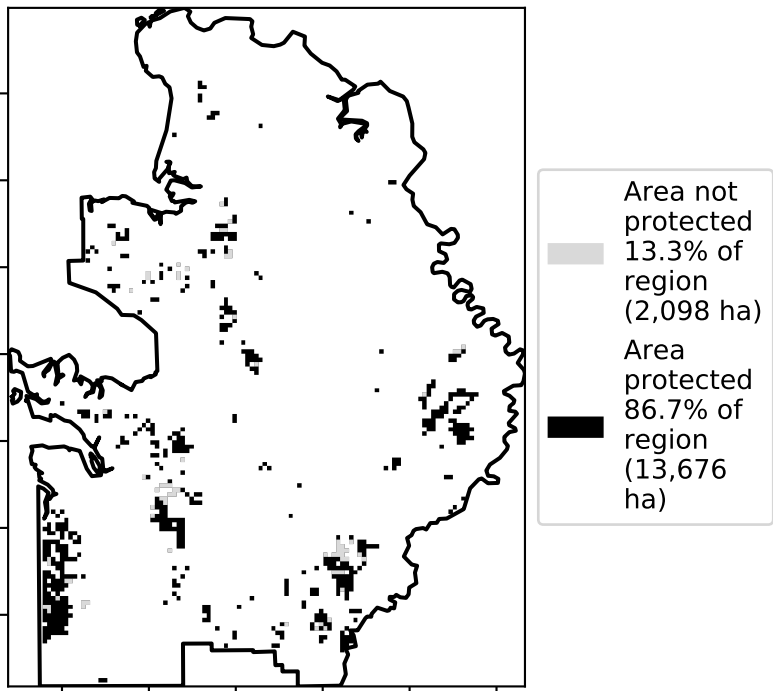 Area not
protected
13.3% of
region
(2,098 ha)
Area
protected
86.7% of
region
(13,676
ha)